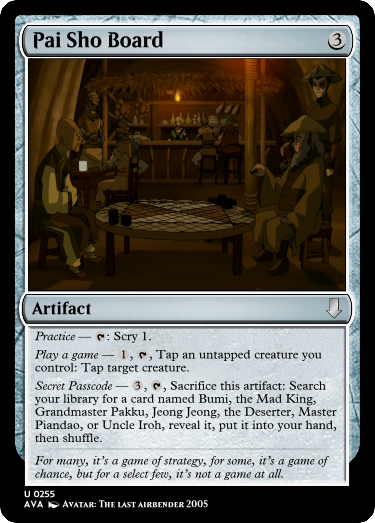 Pai Sho Board
3
Artifact
Practice — : Scry 1.
Play a game — 1, , Tap an untapped creature you
control: Tap target creature.
Secret Passcode — 3, , Sacrifice this artifact: Search
your library for a card named Bumi, the Mad King,
Grandmaster Pakku, Jeong Jeong, the Deserter, Master
Piandao, or Uncle Iroh, reveal it, put it into your hand,
then shuffle.
For many, it's a game of strategy, for some, it's a game of
chance, but for a select few, it's not a game at all.
U 0255
AVA Avatar: The last airbender 2005